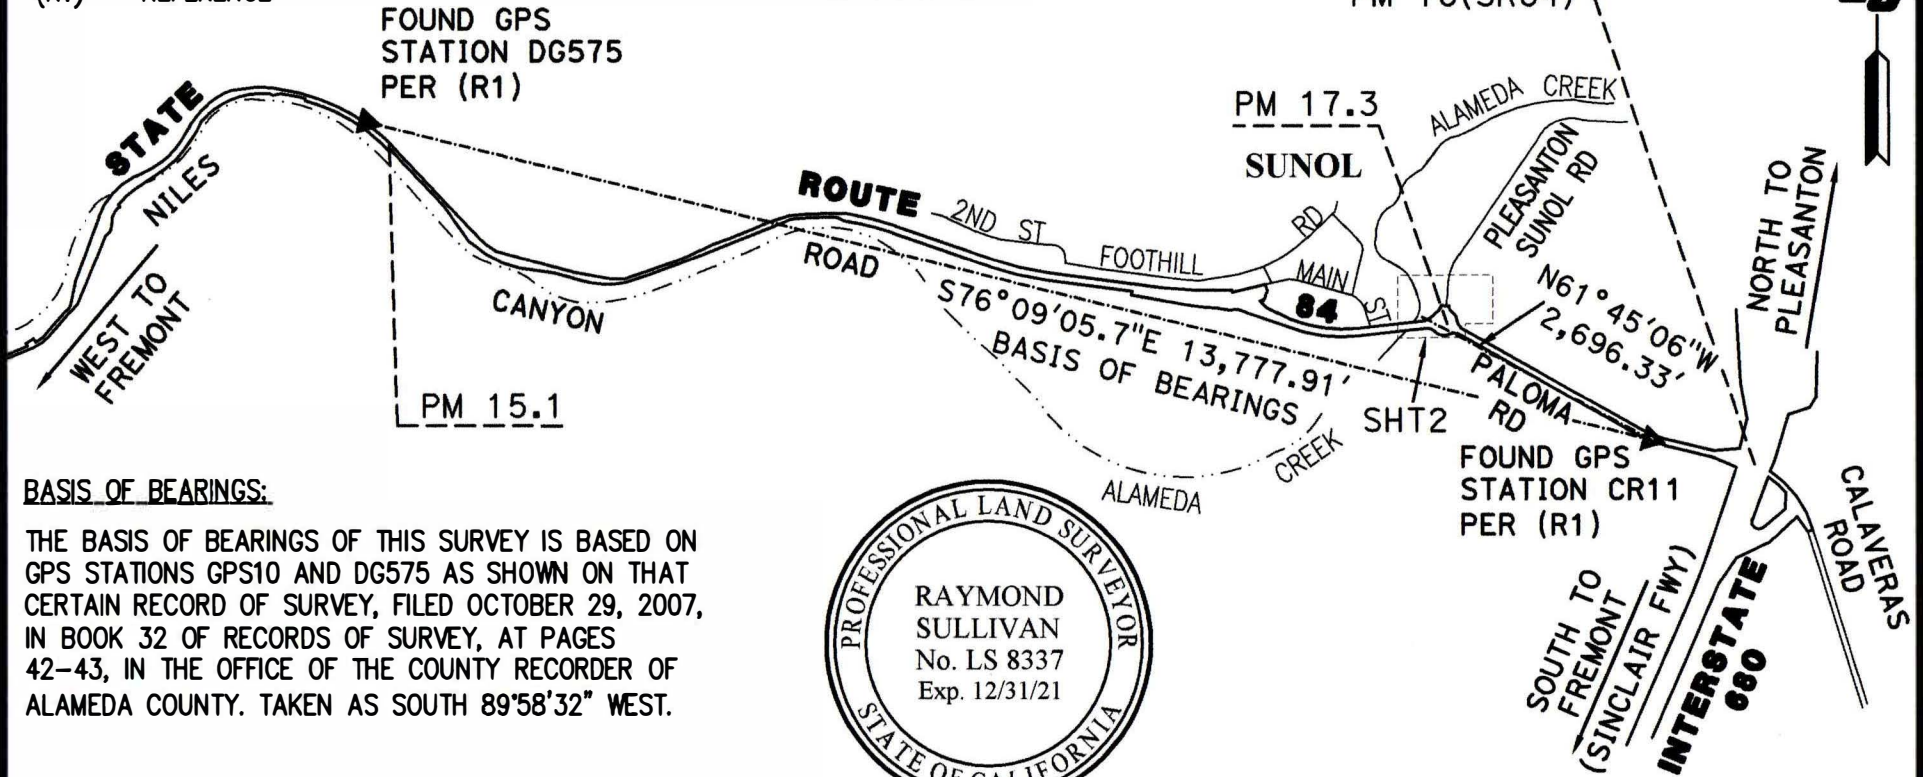 REFERENCE
FOUND GPS
STATION DG575
PER (R1)
STATE
NILES
WEST TO
FREMONT
PM 15.1
CANYON
ROUTE
ROAD
2ND ST
FOOTHILL
RD
MAIN
ST
84
S76°09'05.7"E 13,777.91'
BASIS OF BEARINGS
PM 17.3
SUNOL
ALAMEDA CREEK
PLEASANTON
SUNOL RD
N61°45'06"W
2,696.33'
NORTH TO
PLEASANTON
PALOMA
RD
SHT2
ALAMEDA
CREEK
FOUND GPS
STATION CR11
PER (R1)
CALAVERAS
ROAD
SOUTH TO
FREMONT
(SINCLAIR FWY)
INTERSTATE
680
BASIS OF BEARINGS:
THE BASIS OF BEARINGS OF THIS SURVEY IS BASED ON
GPS STATIONS GPS10 AND DG575 AS SHOWN ON THAT
CERTAIN RECORD OF SURVEY, FILED OCTOBER 29, 2007,
IN BOOK 32 OF RECORDS OF SURVEY, AT PAGES
42-43, IN THE OFFICE OF THE COUNTY RECORDER OF
ALAMEDA COUNTY. TAKEN AS SOUTH 89°58'32" WEST.
PROFESSIONAL LAND SURVEYOR
RAYMOND
SULLIVAN
No. LS 8337
Exp. 12/31/21
STATE OF CALIFORNIA